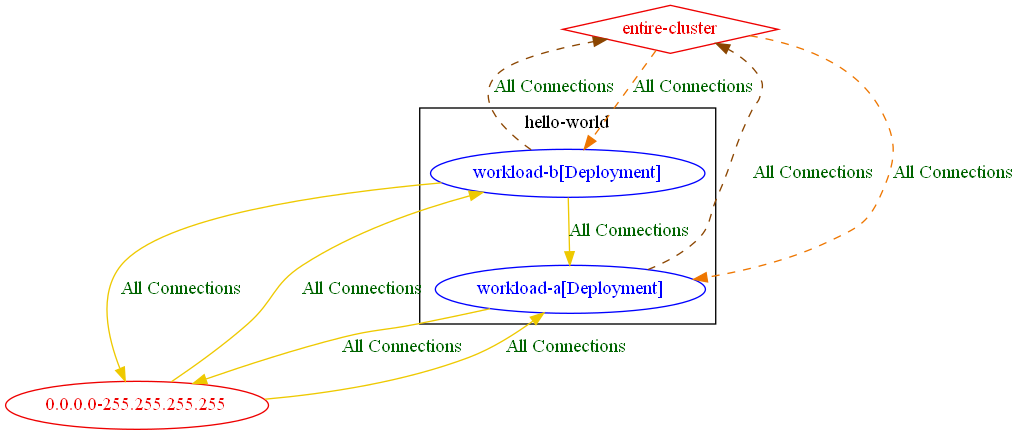 entire-cluster
All Connections
All Connections
hello-world
workload-b[Deployment]
All Connections
All Connections
All Connections
All Connections
All Connections
workload-a[Deployment]
All Connections
All Connections
0.0.0.0-255.255.255.255